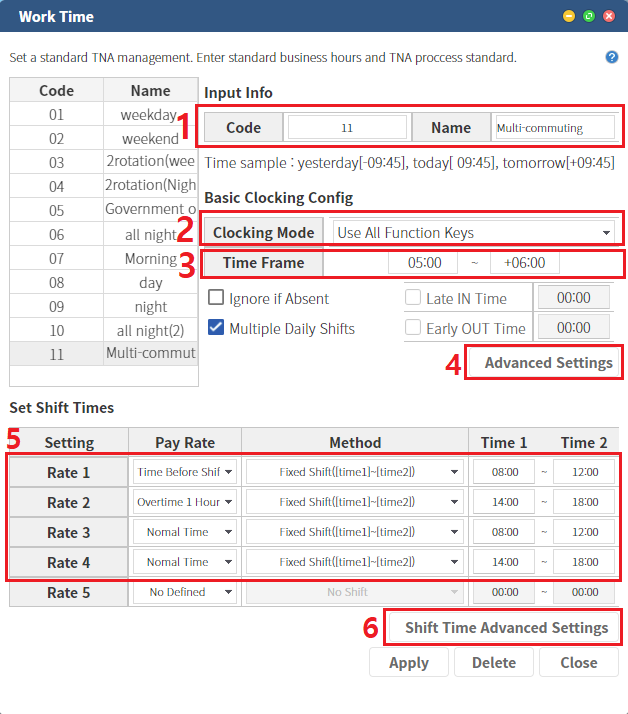 Work Time
Set a standard TNA management. Enter standard business hours and TNA proccess standard. ?
Code Name
01 weekday
02 weekend
03 2rotation(wee
04 2rotation(Nigh
05 Government o
06 all night
07 Morning
08 day
09 night
10 all night(2)
11 Multi-commut
Input Info
1 Code 11 Name Multi-commuting
Time sample : yesterday[-09:45], today[ 09:45], tomorrow[+09:45]
Basic Clocking Config
2 Clocking Mode Use All Function Keys
3 Time Frame 05:00 ~ +06:00
Ignore if Absent Late IN Time 00:00
Multiple Daily Shifts Early OUT Time 00:00
4 Advanced Settings
Set Shift Times
5
Setting Pay Rate Method Time 1 Time 2
Rate 1 Time Before Shif Fixed Shift([time1]~[time2]) 08:00 ~ 12:00
Rate 2 Overtime 1 Hour Fixed Shift([time1]~[time2]) 14:00 ~ 18:00
Rate 3 Nomal Time Fixed Shift([time1]~[time2]) 08:00 ~ 12:00
Rate 4 Nomal Time Fixed Shift([time1]~[time2]) 14:00 ~ 18:00
Rate 5 No Defined No Shift 00:00 ~ 00:00
6 Shift Time Advanced Settings
Apply Delete Close